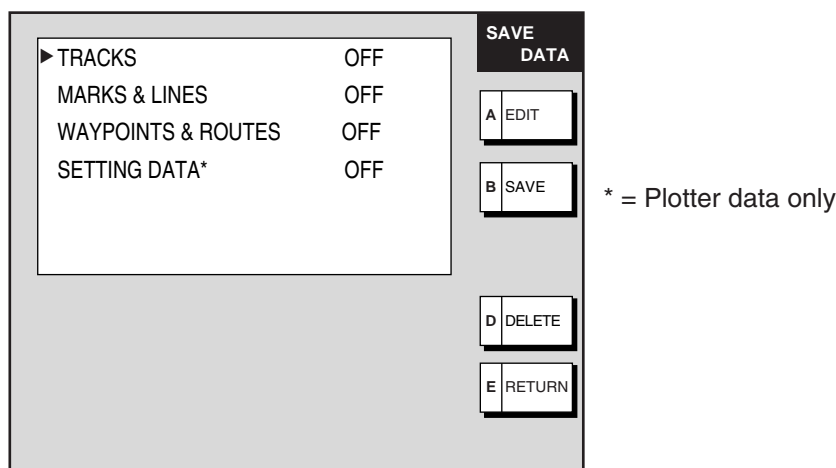 SAVE
DATA
▶TRACKS OFF
MARKS & LINES OFF
WAYPOINTS & ROUTES OFF
SETTING DATA* OFF
A EDIT
B SAVE
* = Plotter data only
D DELETE
E RETURN